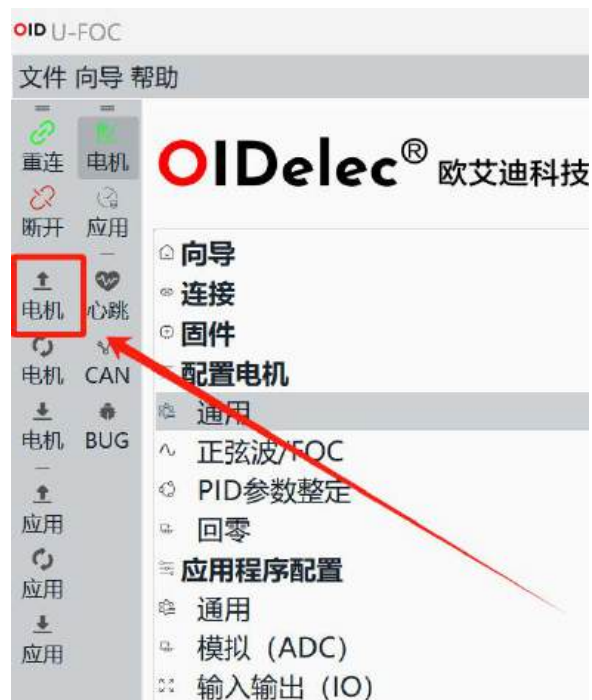 OID U-FOC
文件 向导 帮助
重连 电机
断开 应用
电机 心跳
电机 CAN
电机 BUG
应用
应用
应用
OIDelec® 欧艾迪科技
向导
连接
固件
配置电机
通用
正弦波/FOC
PID参数整定
回零
应用程序配置
通用
模拟（ADC）
输入输出（IO）